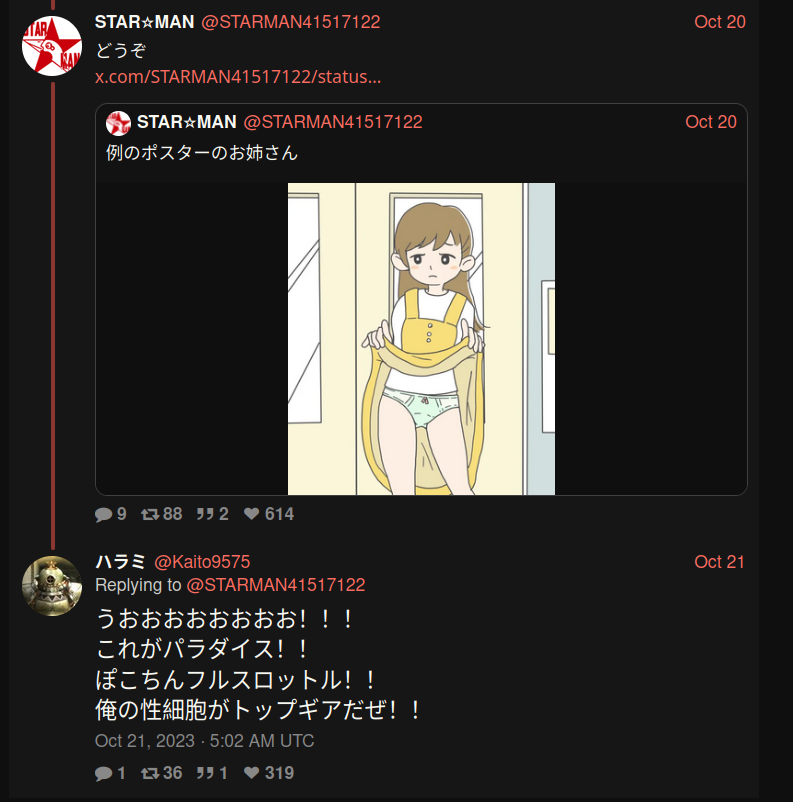 STAR☆MAN @STARMAN41517122 Oct 20
どうぞ
x.com/STARMAN41517122/status...
STAR☆MAN @STARMAN41517122 Oct 20
例のポスターのお姉さん
9 88 2 614
ハラミ @Kaito9575 Oct 21
Replying to @STARMAN41517122
うおおおおおおおお！！！
これがパラダイス！！
ぽこちんフルスロットル！！
俺の性細胞がトップギアだぜ！！
Oct 21, 2023 · 5:02 AM UTC
1 36 1 319